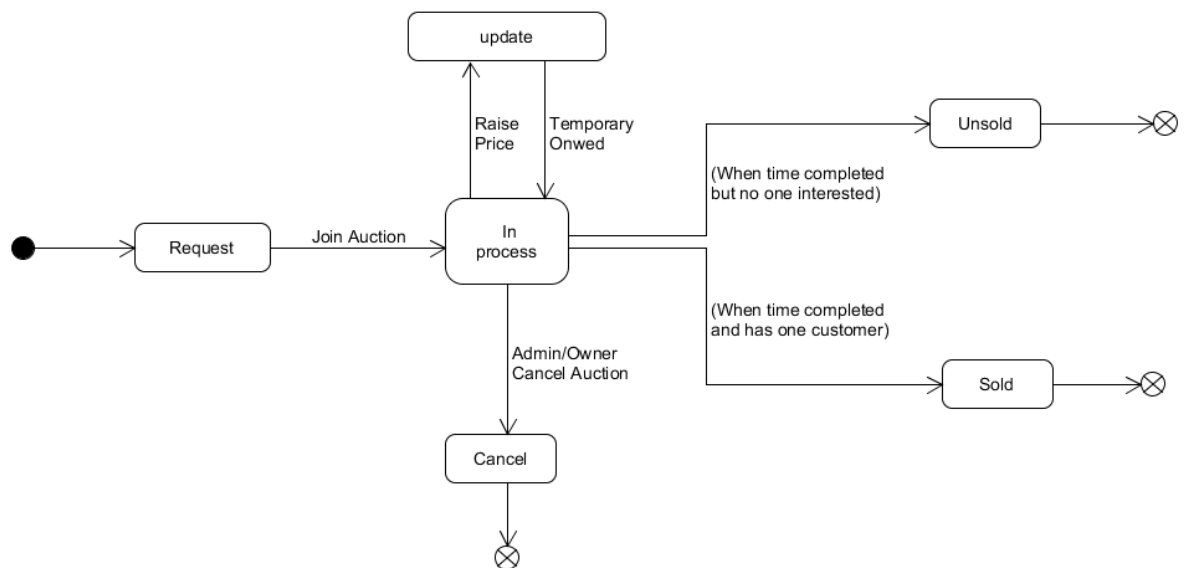 update
Raise
Price
Temporary
Onwed
Unsold
(When time completed
but no one interested)
Request
Join Auction
In
process
(When time completed
and has one customer)
Admin/Owner
Cancel Auction
Sold
Cancel